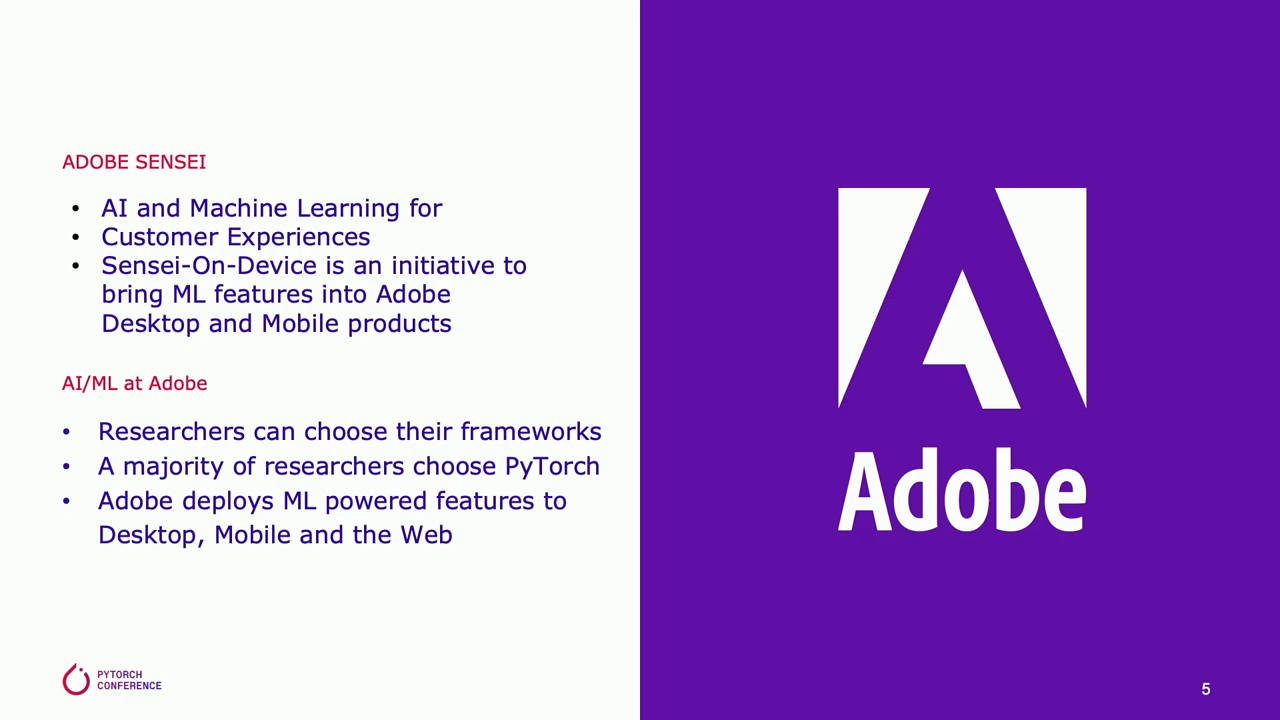 ADOBE SENSEI
• AI and Machine Learning for
• Customer Experiences
• Sensei-On-Device is an initiative to
bring ML features into Adobe
Desktop and Mobile products
AI/ML at Adobe
• Researchers can choose their frameworks
• A majority of researchers choose PyTorch
• Adobe deploys ML powered features to
Desktop, Mobile and the Web
Adobe
PYTORCH
CONFERENCE
5